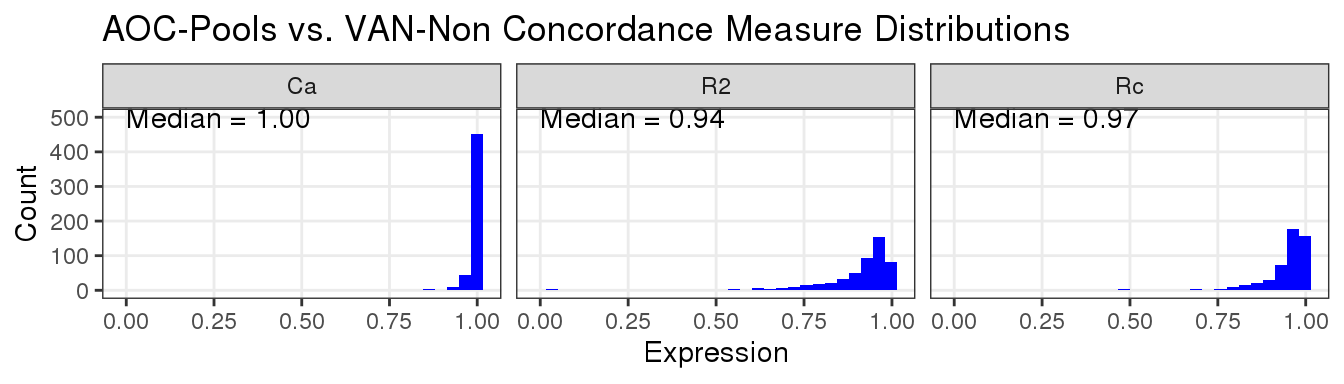 AOC-Pools vs. VAN-Non Concordance Measure Distributions
Ca
R2
Rc
Median = 1.00
Median = 0.94
Median = 0.97
Count
500
400
300
200
100
0
0.00 0.25 0.50 0.75 1.00
0.00 0.25 0.50 0.75 1.00
0.00 0.25 0.50 0.75 1.00
Expression